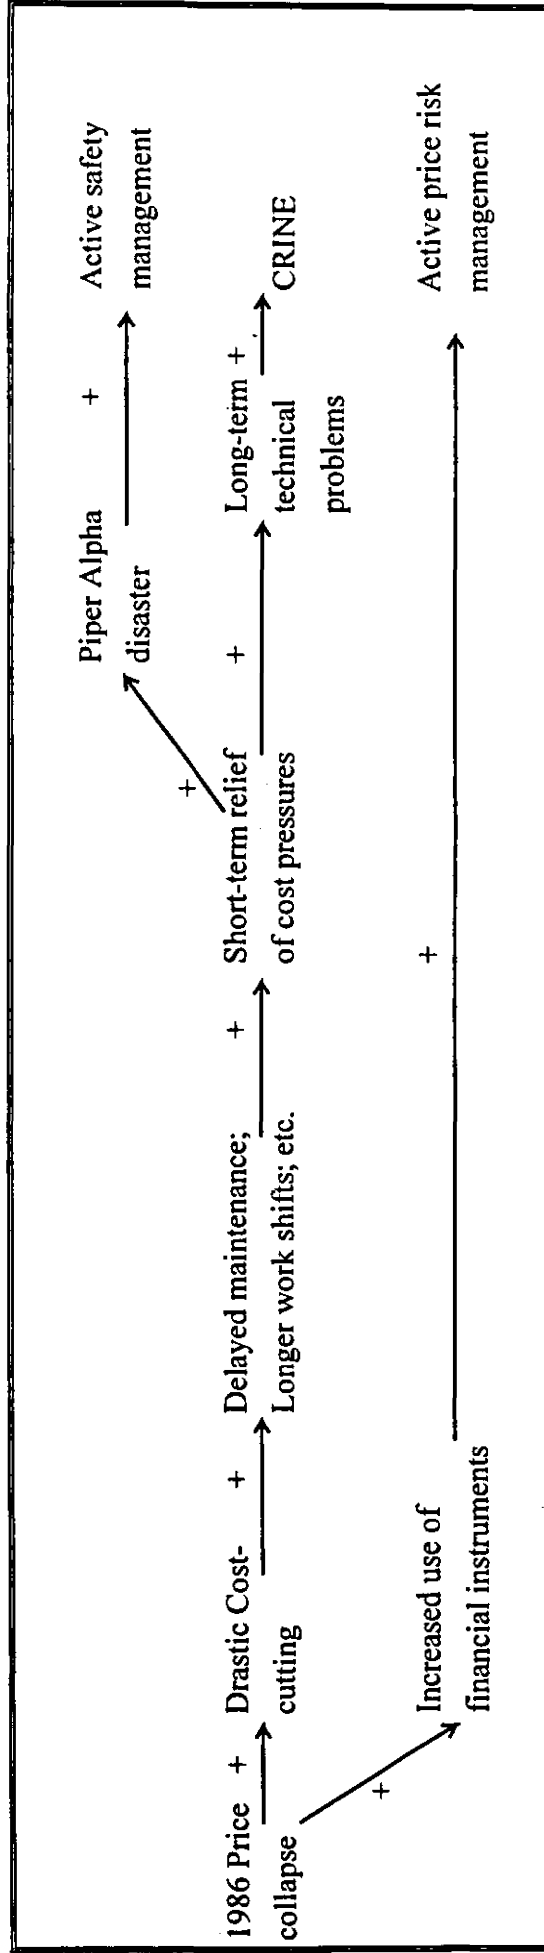 Piper Alpha + Active safety
disaster management
+
1986 Price + Drastic Cost- + Delayed maintenance; + Short-term relief + Long-term + CRINE
collapse cutting Longer work shifts; etc. of cost pressures technical
problems
+
Increased use of + Active price risk
financial instruments management